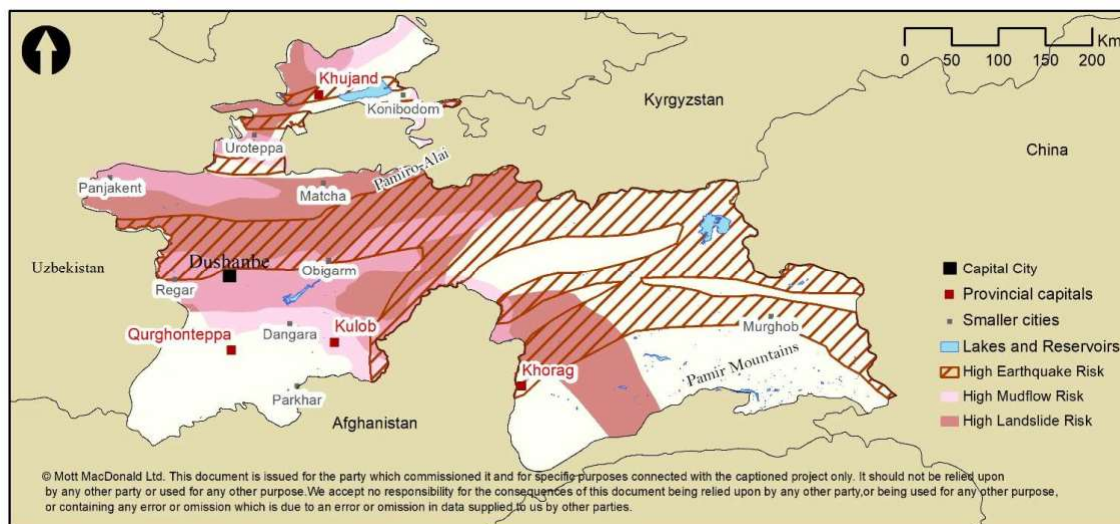 Km
0 50 100 150 200
Khujand
Konibodom
Kyrgyzstan
Uroteppa
China
Pamiro-Alai
Panjakent
Matcha
Uzbekistan
Dushanbe
Obigarm
Regar
Capital City
Provincial capitals
Smaller cities
Lakes and Reservoirs
High Earthquake Risk
High Mudflow Risk
High Landslide Risk
Qurghonteppa
Dangara
Kulob
Murghob
Pamir Mountains
Khorag
Parkhar
Afghanistan
© Mott MacDonald Ltd. This document is issued for the party which commissioned it and for specific purposes connected with the captioned project only. It should not be relied upon
by any other party or used for any other purpose.We accept no responsibility for the consequences of this document being relied upon by any other party,or being used for any other purpose,
or containing any error or omission which is due to an error or omission in data supplied to us by other parties.